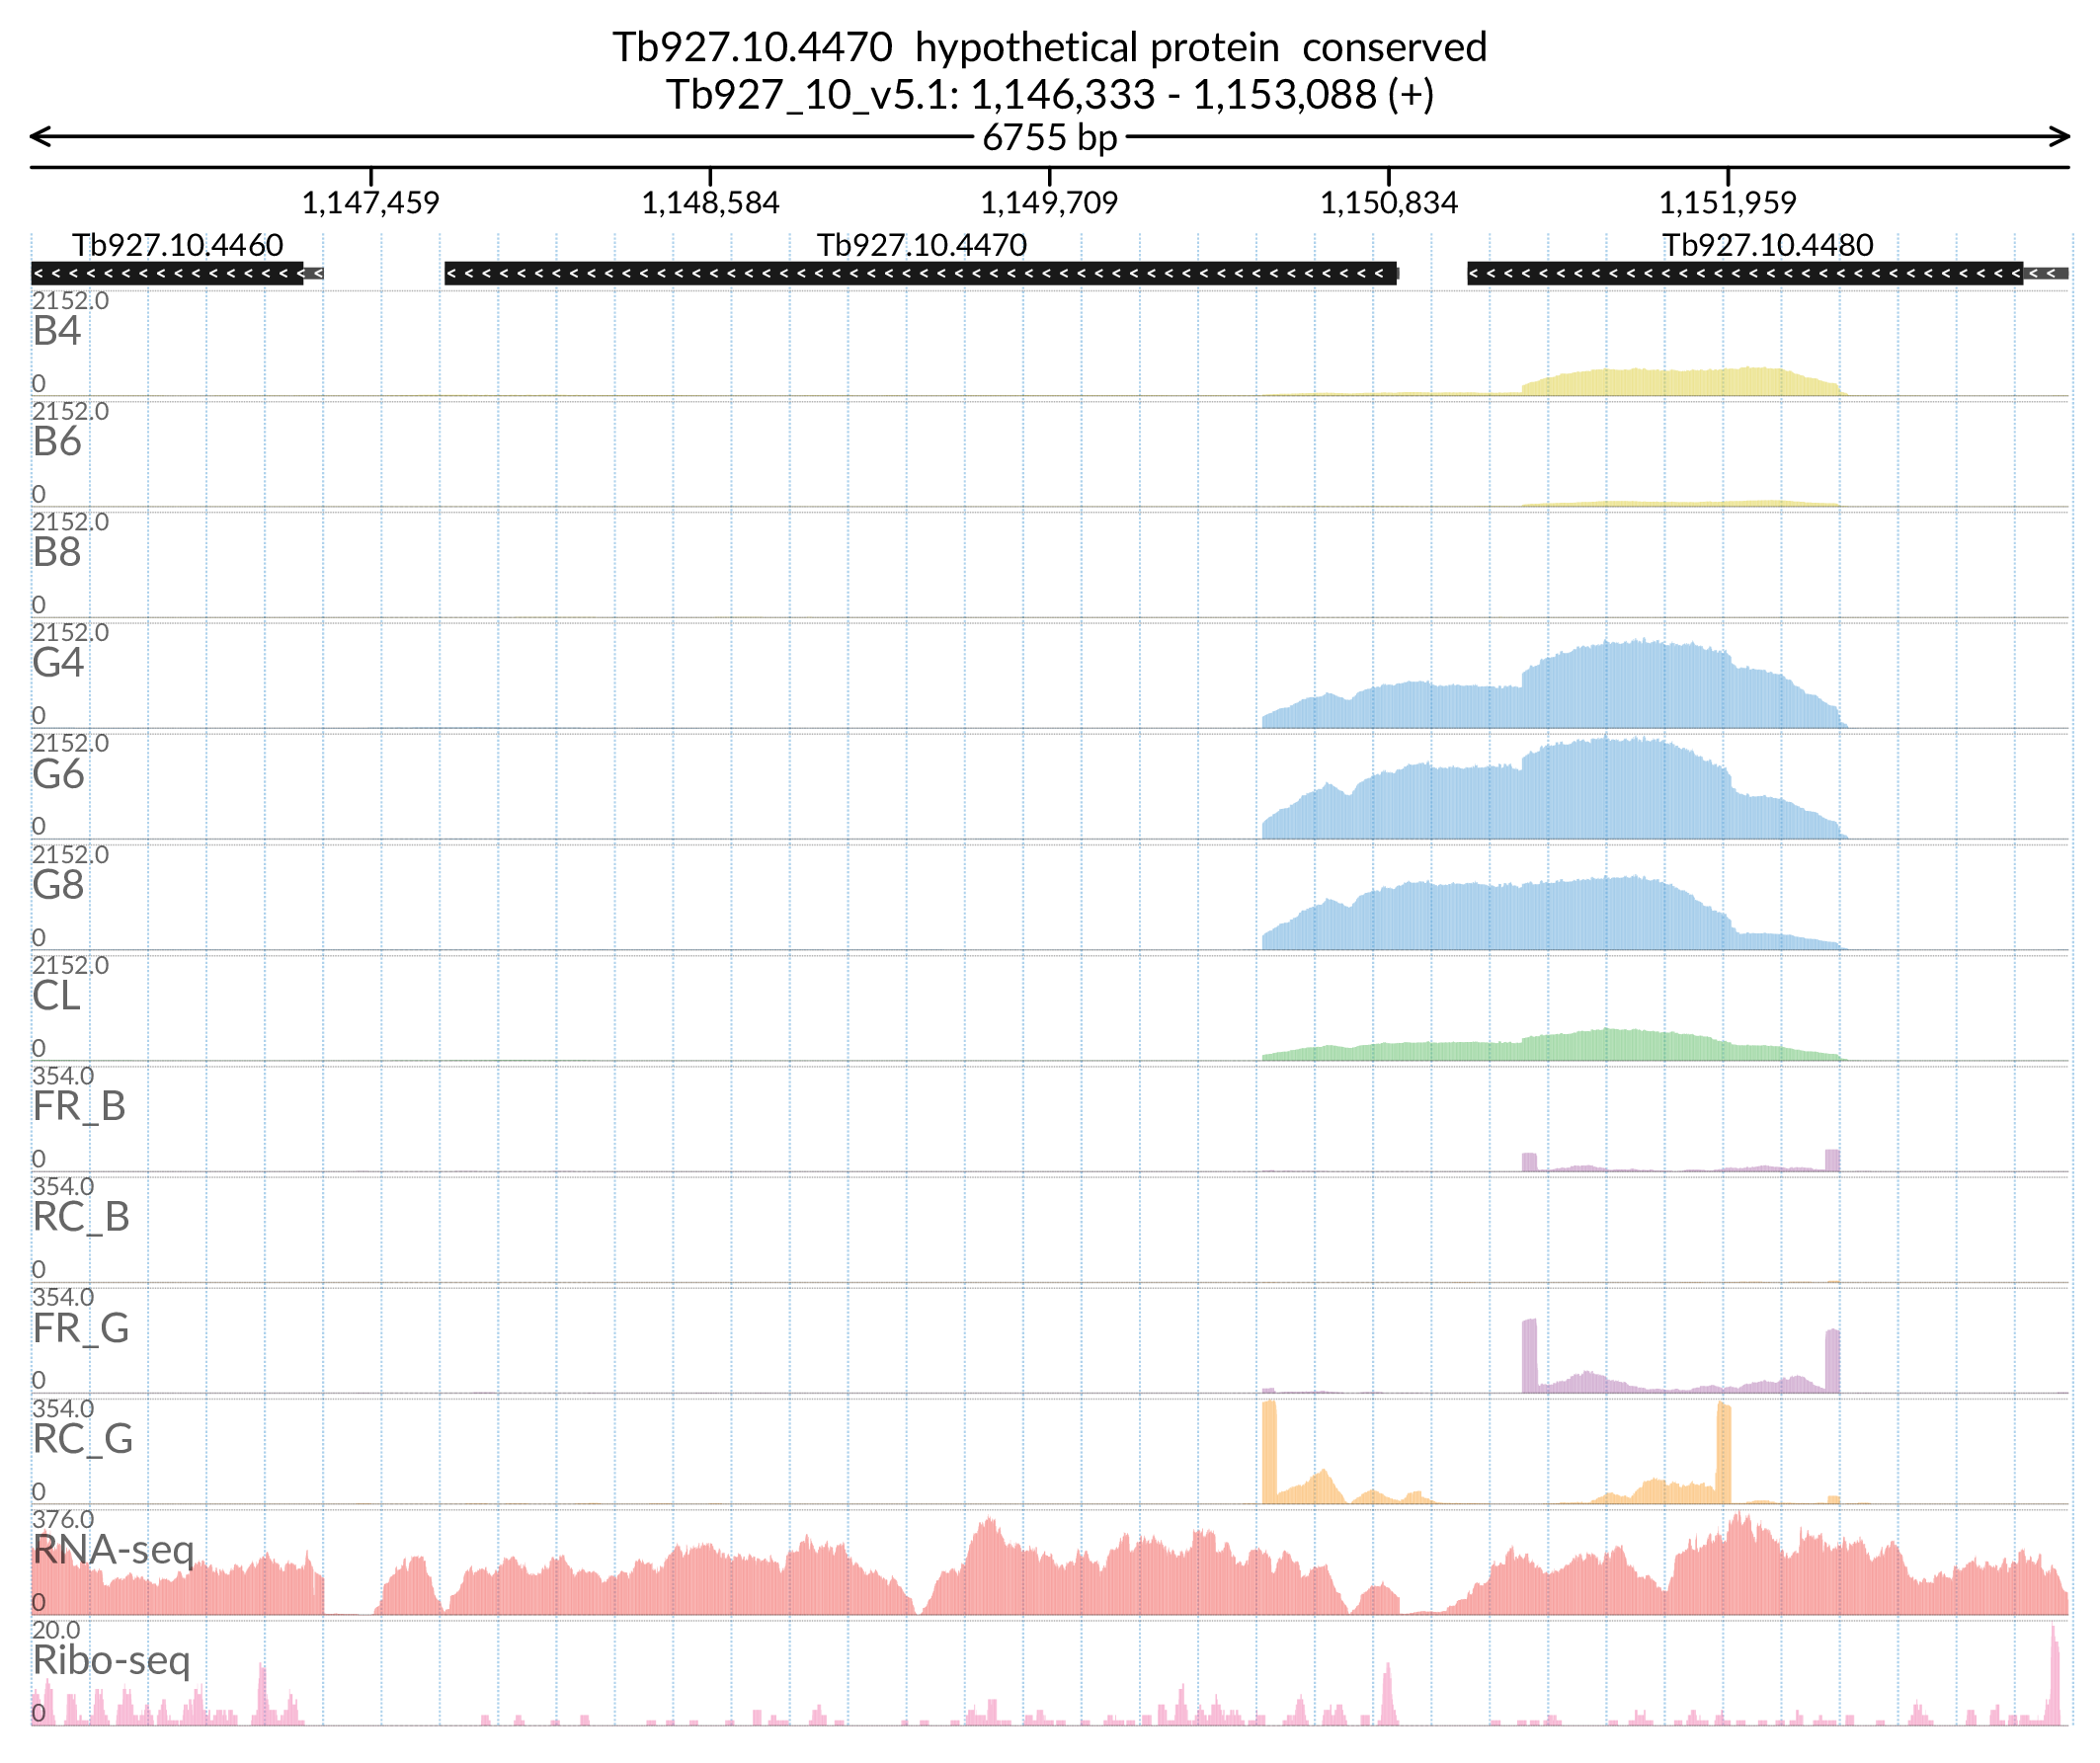 Tb927.10.4470 hypothetical protein conserved
Tb927_10_v5.1: 1,146,333 - 1,153,088 (+)
6755 bp
1,147,459 1,148,584 1,149,709 1,150,834 1,151,959
Tb927.10.4460 Tb927.10.4470 Tb927.10.4480
2152.0
B4
0
2152.0
B6
0
2152.0
B8
0
2152.0
G4
0
2152.0
G6
0
2152.0
G8
0
2152.0
CL
0
354.0
FR_B
0
354.0
RC_B
0
354.0
FR_G
0
354.0
RC_G
0
376.0
RNA-seq
0
20.0
Ribo-seq
0